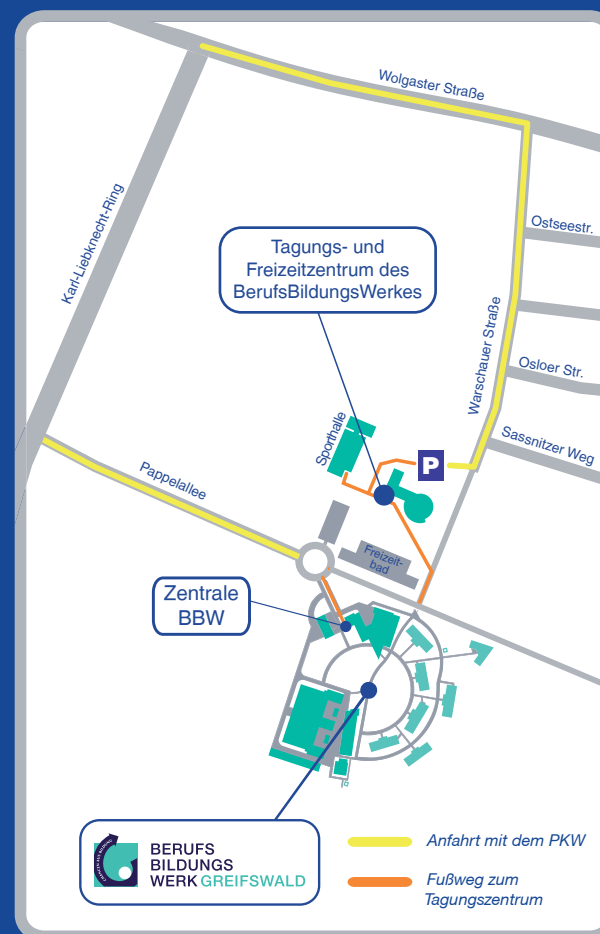 Wolgaster Straße
Karl-Liebknecht-Ring
Ostseestr.
Tagungs- und
Freizeitzentrum des
BerufsBildungsWerkes
Warschauer Straße
Osloer Str.
Sporthalle
Sassnitzer Weg
P
Pappelallee
Freizeit-
bad
Zentrale
BBW
BERUFS
BILDUNGS
WERK GREIFSWALD
Anfahrt mit dem PKW
Fußweg zum
Tagungszentrum